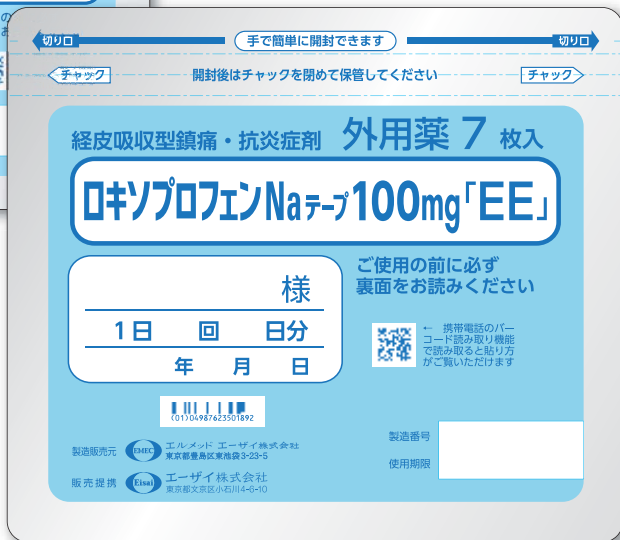 切り口 手で簡単に開封できます 切り口
チャック 開封後はチャックを閉めて保管してください チャック
経皮吸収型鎮痛・抗炎症剤 外用薬 7 枚入
ロキソプロフェンNaテープ100mg「EE」
ご使用の前に必ず
裏面をお読みください
様
1日 回 日分
年 月 日
← 携帯電話のバー
コード読み取り機能
で読み取ると貼り方
がご覧いただけます
(01)04987623501892
製造番号
使用期限
製造販売元 EMEC エルメッド エーザイ株式会社
東京都豊島区東池袋3-23-5
販売提携 Eisai エーザイ株式会社
東京都文京区小石川4-6-10